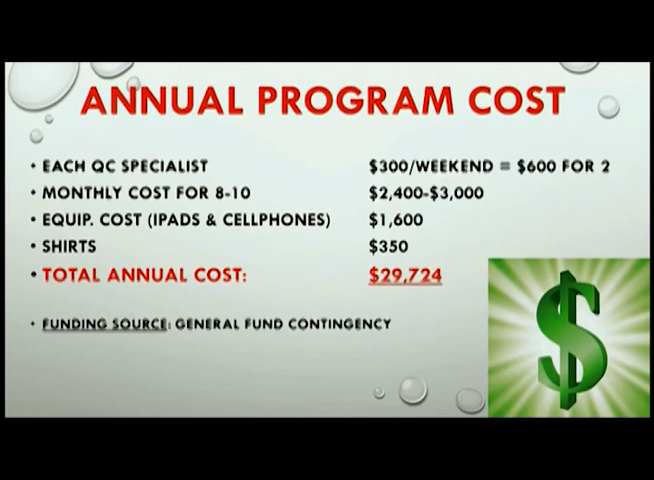 ANNUAL PROGRAM COST
• EACH QC SPECIALIST $300/WEEKEND = $600 FOR 2
• MONTHLY COST FOR 8-10 $2,400-$3,000
• EQUIP. COST (IPADS & CELLPHONES) $1,600
• SHIRTS $350
• TOTAL ANNUAL COST: $29,724
• FUNDING SOURCE: GENERAL FUND CONTINGENCY